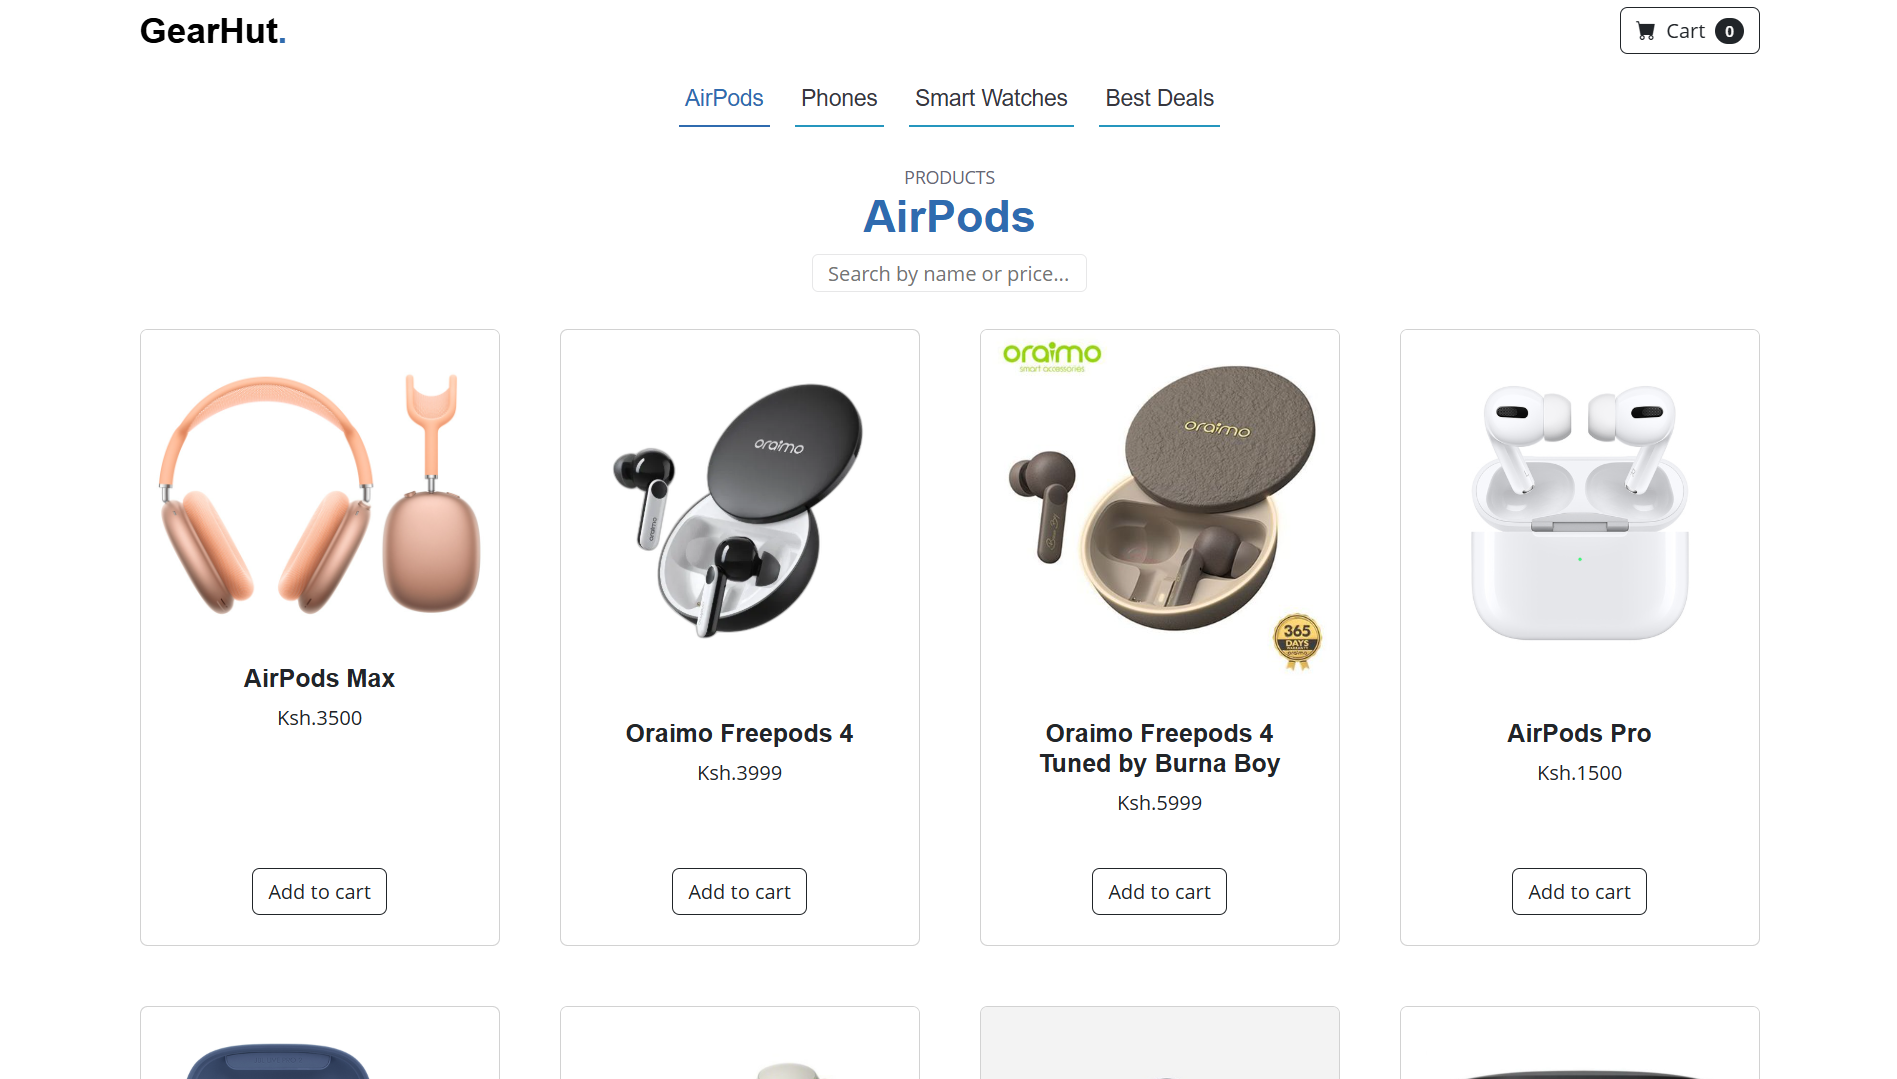 GearHut.
Cart 0
AirPods Phones Smart Watches Best Deals
PRODUCTS
AirPods
Search by name or price...
oraimo
oraimo
oraimo
smart accessories
oraimo
365
DAYS
AirPods Max
Ksh.3500
Oraimo Freepods 4
Ksh.3999
Oraimo Freepods 4
Tuned by Burna Boy
Ksh.5999
AirPods Pro
Ksh.1500
Add to cart
Add to cart
Add to cart
Add to cart